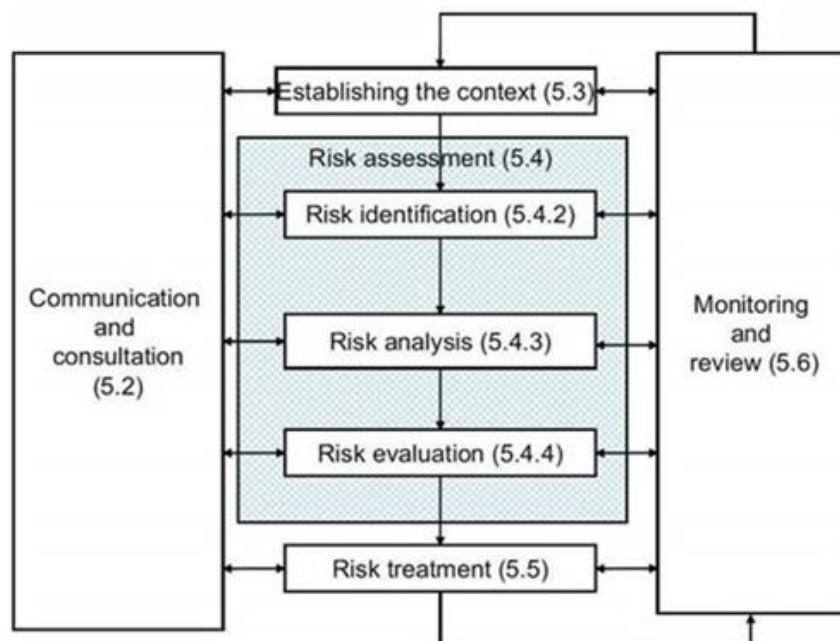 Establishing the context (5.3)
Risk assessment (5.4)
Risk identification (5.4.2)
Communication
and
consultation
(5.2)
Risk analysis (5.4.3)
Monitoring
and
review (5.6)
Risk evaluation (5.4.4)
Risk treatment (5.5)